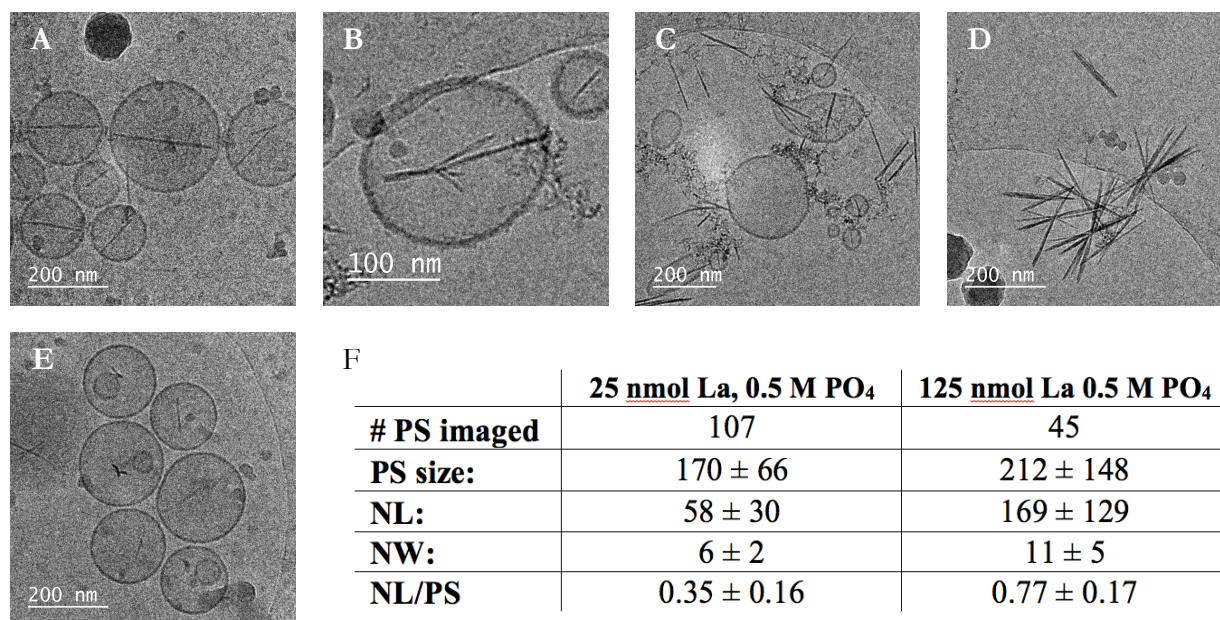 A
200 nm
B
100 nm
C
200 nm
D
200 nm
E
200 nm
F
25 nmol La, 0.5 M PO₄ 125 nmol La 0.5 M PO₄
# PS imaged 107 45
PS size: 170 ± 66 212 ± 148
NL: 58 ± 30 169 ± 129
NW: 6 ± 2 11 ± 5
NL/PS 0.35 ± 0.16 0.77 ± 0.17